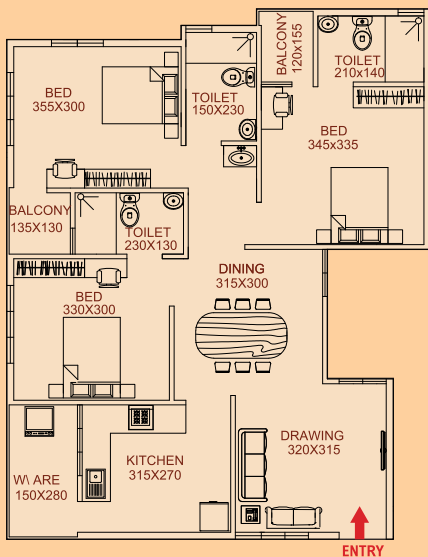 BALCONY
120x155
TOILET
210x140
BED
355X300
TOILET
150X230
BED
345x335
BALCONY
135X130
TOILET
230X130
DINING
315X300
BED
330X300
DRAWING
320X315
KITCHEN
315X270
W\ ARE
150X280
ENTRY